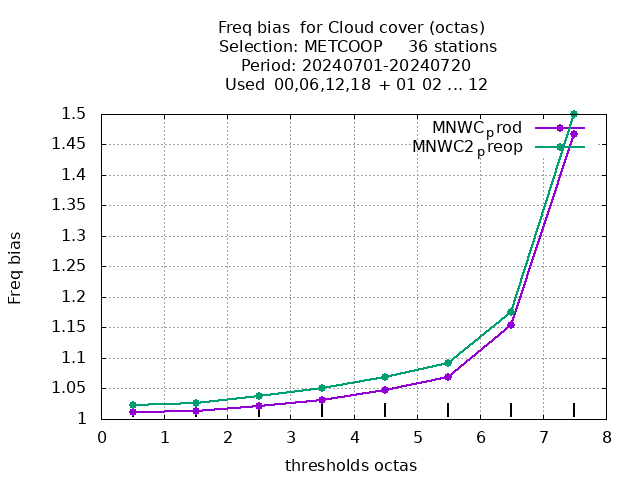 Freq bias  for Cloud cover (octas)
Selection: METCOOP     36 stations
Period: 20240701-20240720
Used  00,06,12,18 + 01 02 ... 12
MNWCprod
MNWC2preop
1.5
1.45
1.4
1.35
1.3
1.25
1.2
1.15
1.1
1.05
1
Freq bias
0 1 2 3 4 5 6 7 8
thresholds octas